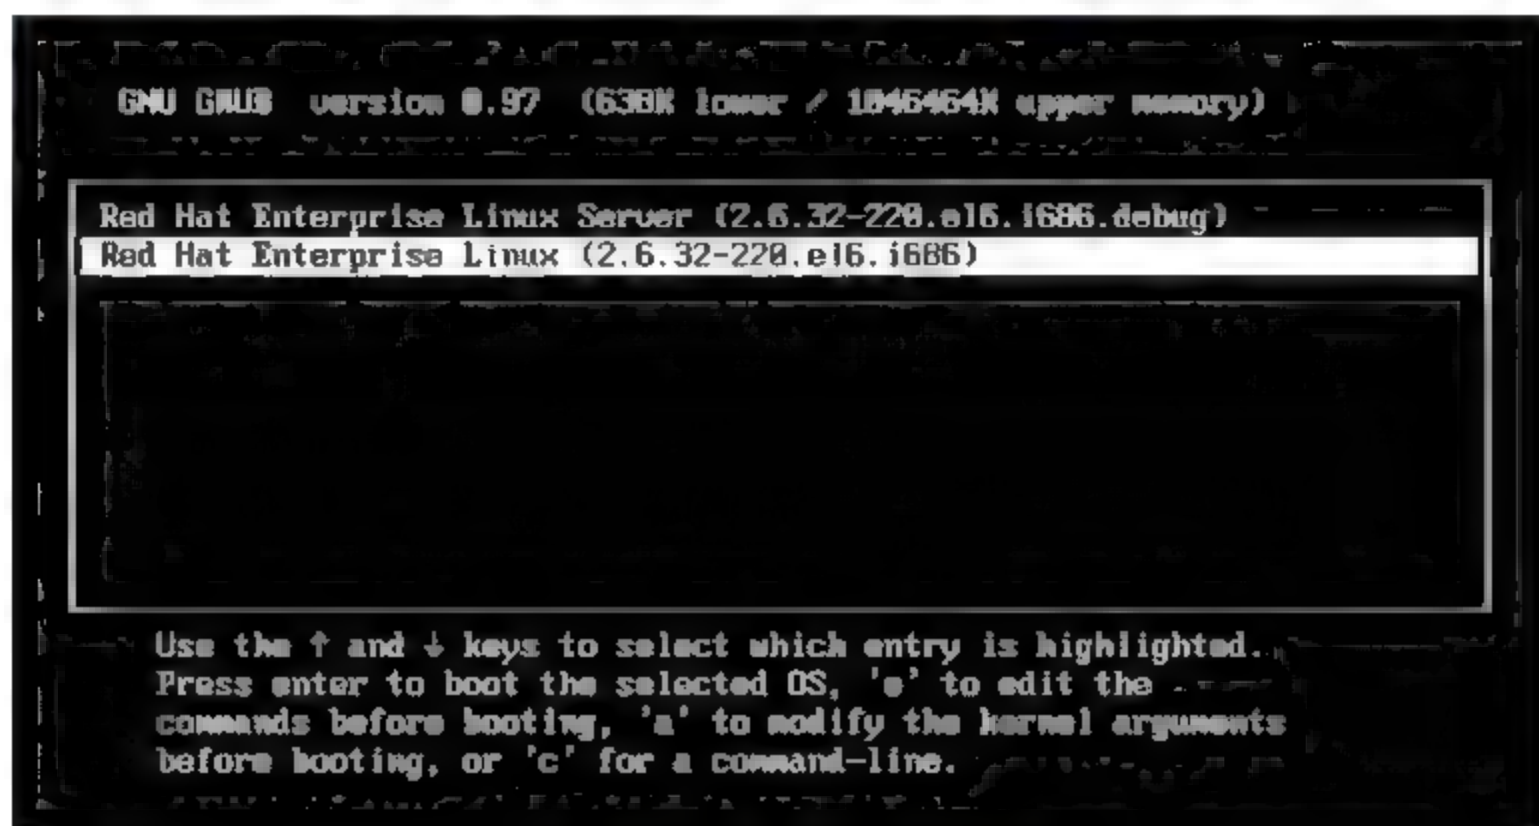 GNU GRUB version 0.97 (638K lower / 1046464K upper memory)
Red Hat Enterprise Linux Server (2.6.32-220.el6.i686.debug)
Red Hat Enterprise Linux (2.6.32-220.el6.i686)
Use the ↑ and ↓ keys to select which entry is highlighted.
Press enter to boot the selected OS, 'e' to edit the
commands before booting, 'a' to modify the kernel arguments
before booting, or 'c' for a command-line.